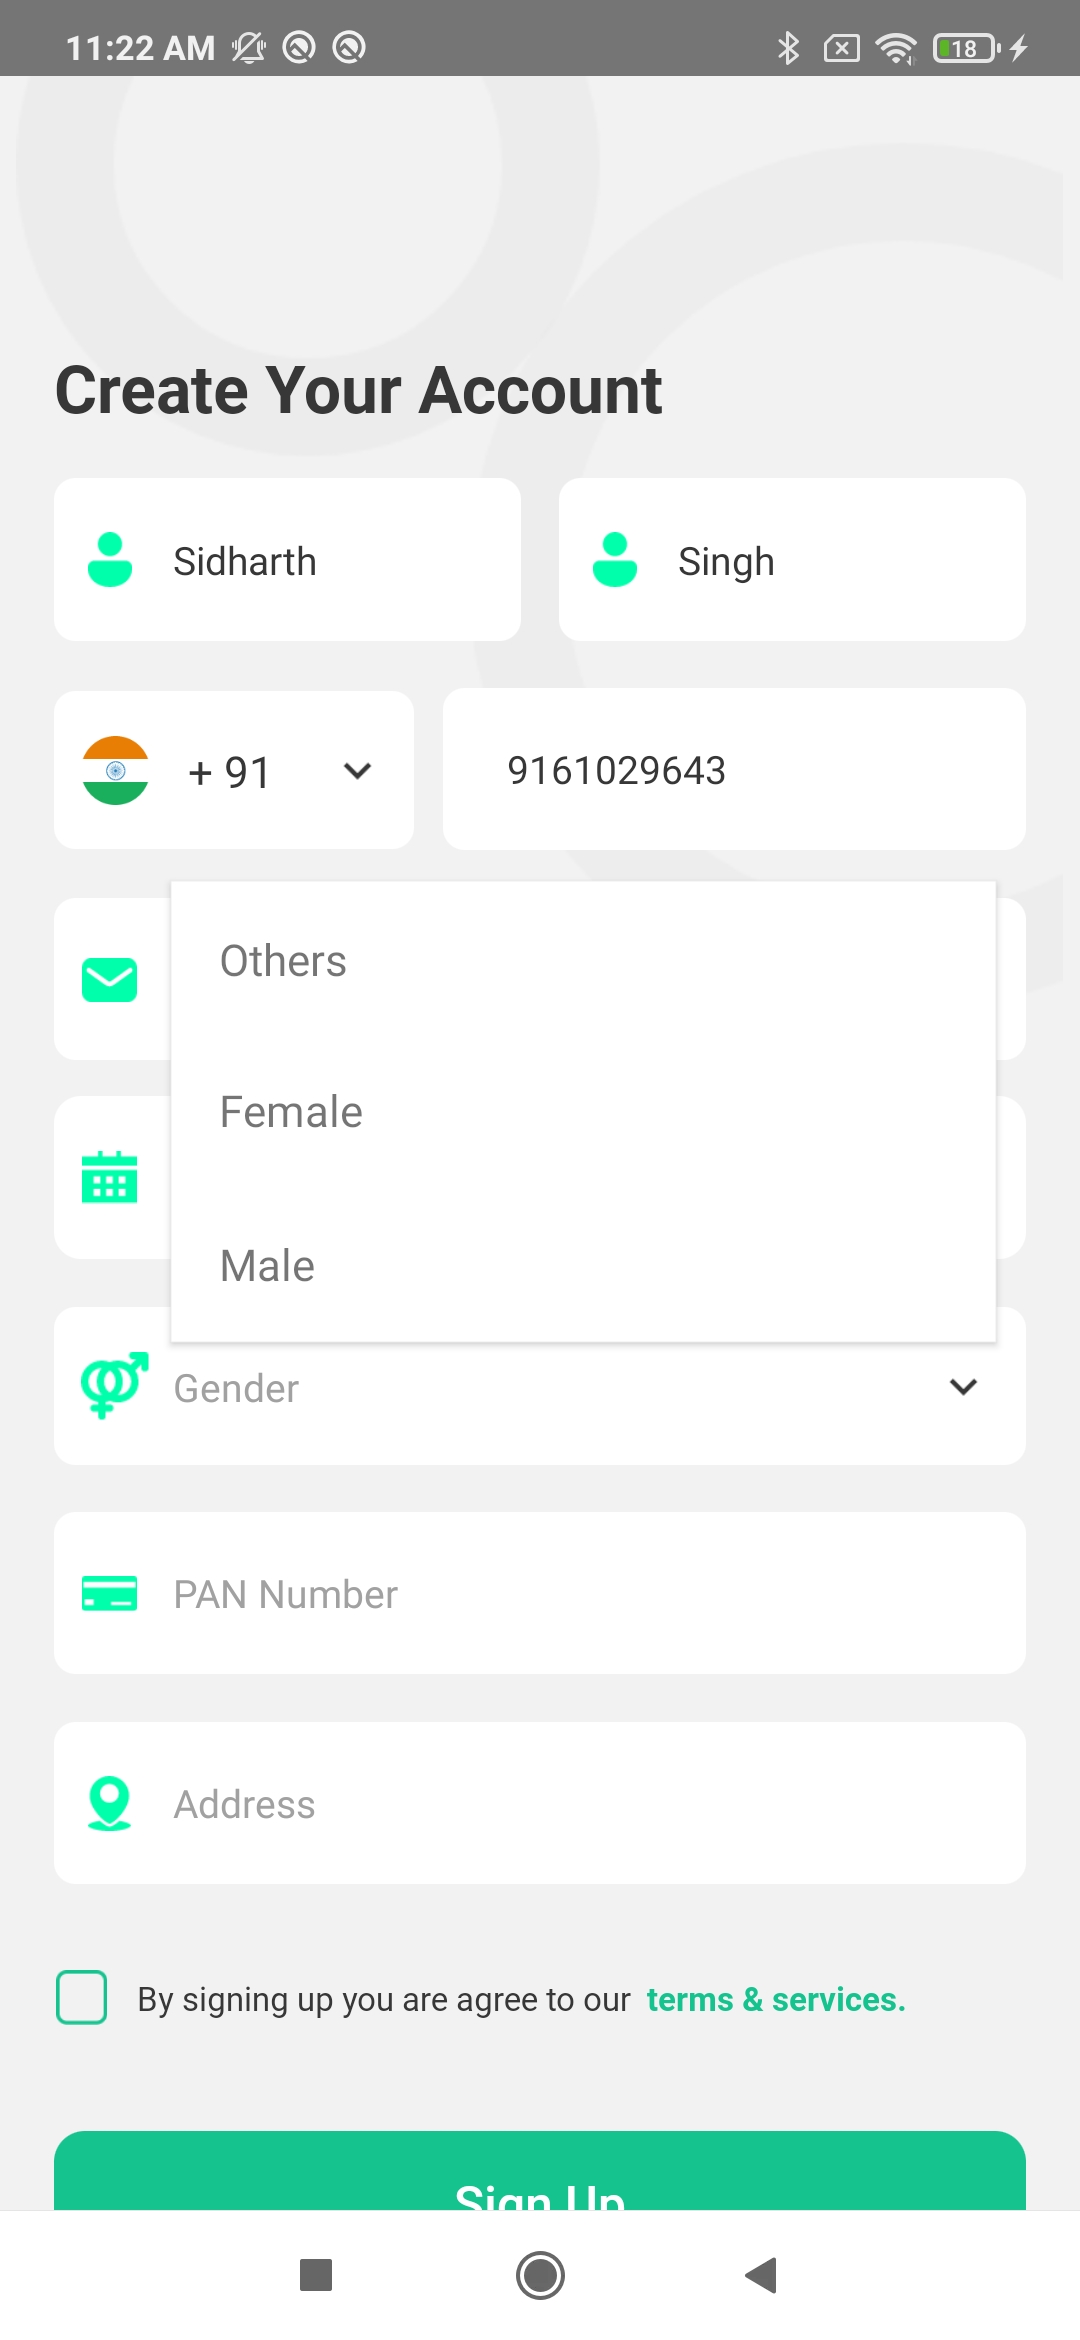 11:22 AM
18
Create Your Account
Sidharth
Singh
+ 91
9161029643
Others
Female
Male
Gender
PAN Number
Address
By signing up you are agree to our terms & services.
Sign Up